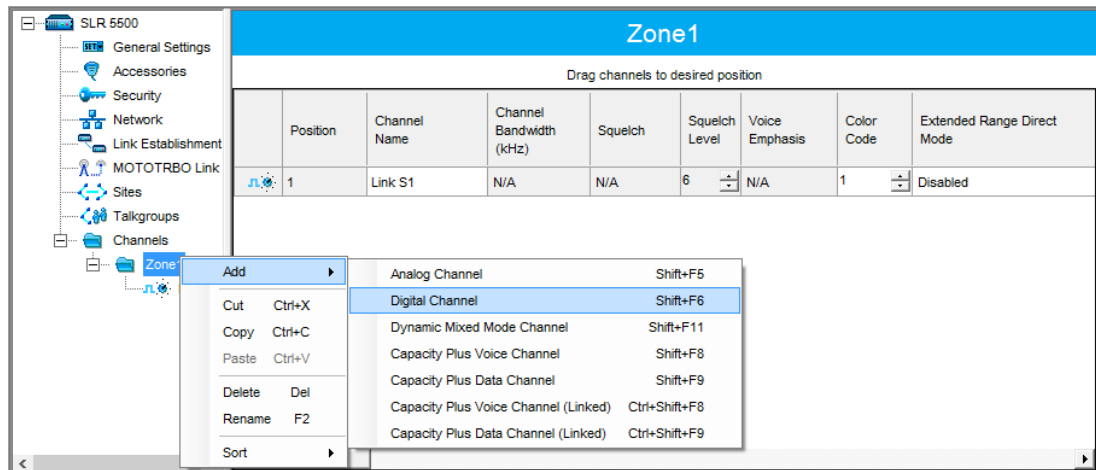 SLR 5500
General Settings
Accessories
Security
Network
Link Establishment
MOTOTRBO Link
Sites
Talkgroups
Channels
Zone1
Zone1
Drag channels to desired position
Position
Channel
Name
Channel
Bandwidth
(kHz)
Squelch
Squelch
Level
Voice
Emphasis
Color
Code
Extended Range Direct
Mode
1 Link S1 N/A N/A 6 N/A 1 Disabled
Add
Cut Ctrl+X
Copy Ctrl+C
Paste Ctrl+V
Delete Del
Rename F2
Sort
Analog Channel Shift+F5
Digital Channel Shift+F6
Dynamic Mixed Mode Channel Shift+F11
Capacity Plus Voice Channel Shift+F8
Capacity Plus Data Channel Shift+F9
Capacity Plus Voice Channel (Linked) Ctrl+Shift+F8
Capacity Plus Data Channel (Linked) Ctrl+Shift+F9